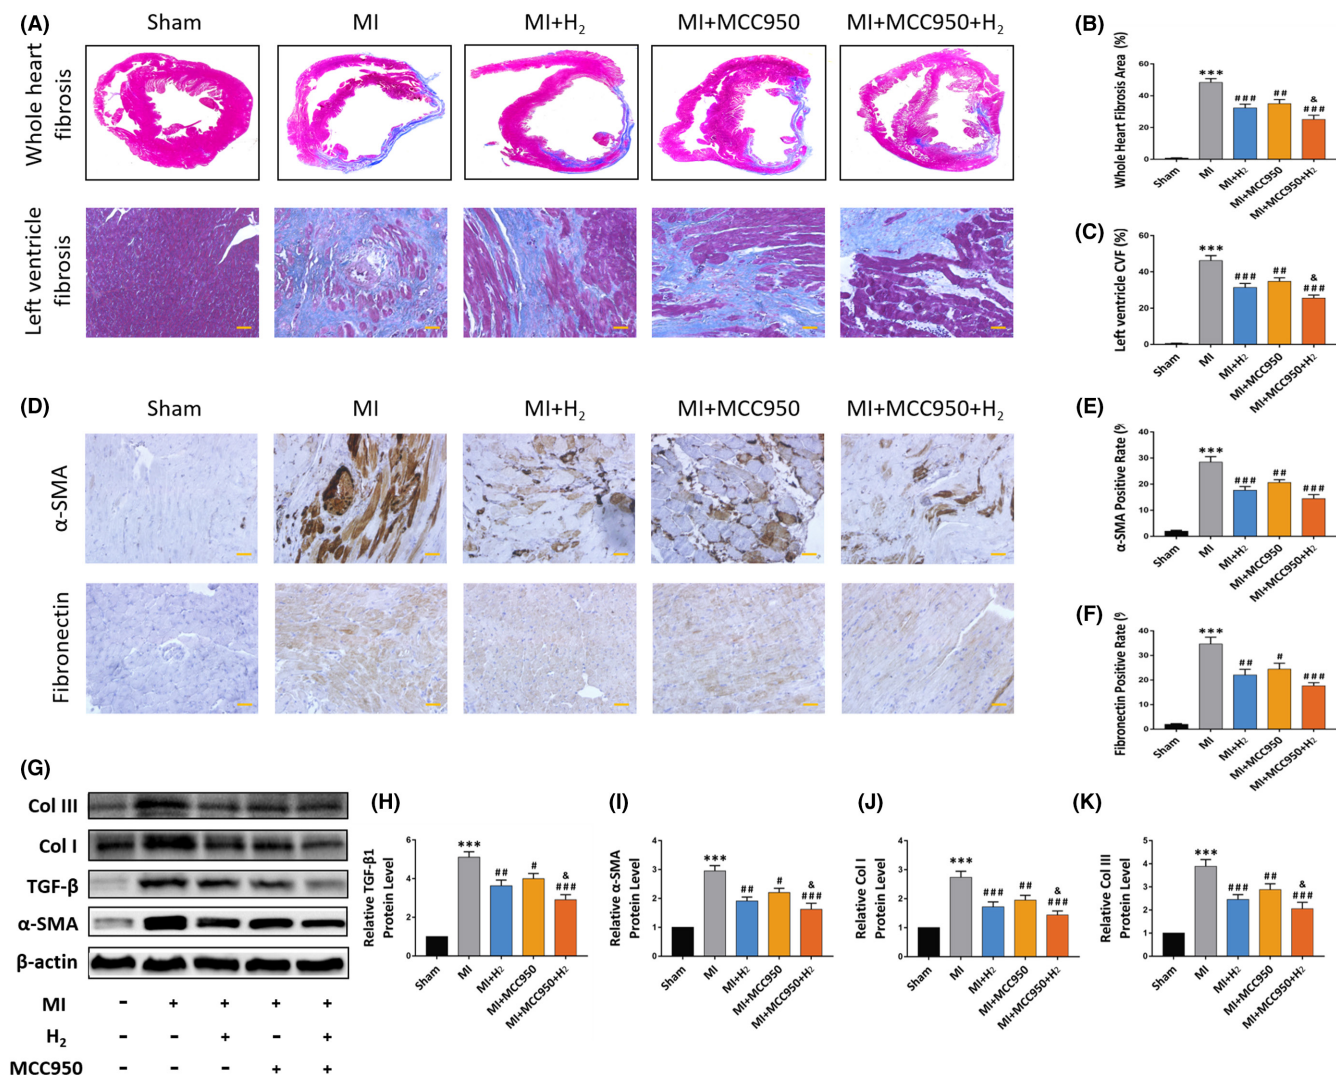 (A)
Sham MI MI+H2 MI+MCC950 MI+MCC950+H2
Whole heart
fibrosis
Left ventricle
fibrosis
(B)
Whole Heart Fibrosis Area (%)
60
40
20
0
*** ### ## & ###
Sham MI MI+H2 MI+MCC950 MI+MCC950+H2
(C)
Left ventricle CVF (%)
60
40
20
0
*** ### ## & ###
Sham MI MI+H2 MI+MCC950 MI+MCC950+H2
(D)
Sham MI MI+H2 MI+MCC950 MI+MCC950+H2
α-SMA
Fibronectin
(E)
α-SMA Positive Rate (%
40
30
20
10
0
*** ### ## ###
Sham MI MI+H2 MI+MCC950 MI+MCC950+H2
(F)
Fibronectin Positive Rate (%
40
30
20
10
0
*** ## # ###
Sham MI MI+H2 MI+MCC950 MI+MCC950+H2
(G)
Col III
Col I
TGF-β
α-SMA
β-actin
MI - + + + +
H2 - - + - +
MCC950 - - - + +
(H)
Relative TGF-β1
Protein Level
6
4
2
0
*** ## # & ###
Sham MI MI+H2 MI+MCC950 MI+MCC950+H2
(I)
Relative α-SMA
Protein Level
4
3
2
1
0
*** ## # & ###
Sham MI MI+H2 MI+MCC950 MI+MCC950+H2
(J)
Relative Col I
Protein Level
4
3
2
1
0
*** ### ## & ###
Sham MI MI+H2 MI+MCC950 MI+MCC950+H2
(K)
Relative Col III
Protein Level
5
4
3
2
1
0
*** ### ## & ###
Sham MI MI+H2 MI+MCC950 MI+MCC950+H2